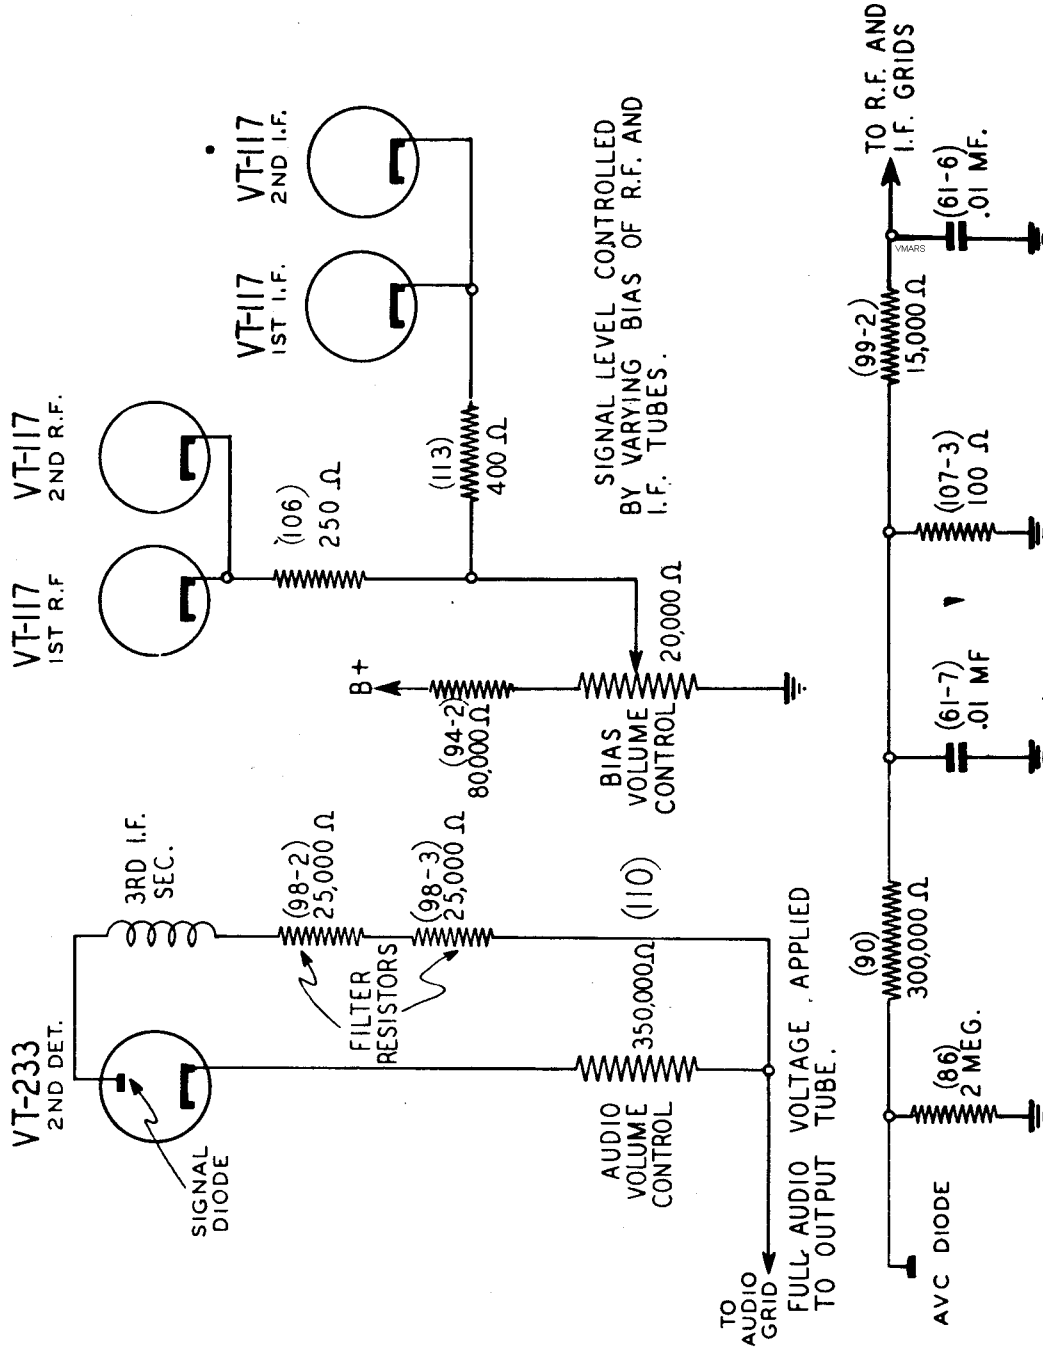 VT-233
2ND DET.
SIGNAL
DIODE
3RD I.F.
SEC.
(98-2)
25,000 Ω
FILTER
RESISTORS
(98-3)
25,000 Ω
AUDIO
VOLUME
CONTROL
350,000Ω
(110)
TO
AUDIO
GRID
FULL AUDIO VOLTAGE APPLIED
TO OUTPUT TUBE.
VT-117
1ST R.F
VT-117
2ND R.F.
(106)
250 Ω
VT-117
1ST I.F.
VT-117
2ND I.F.
(113)
400 Ω
B+
(94-2)
80,000Ω
BIAS
VOLUME
CONTROL
20,000 Ω
SIGNAL LEVEL CONTROLLED
BY VARYING BIAS OF R.F. AND
I.F. TUBES.
AVC DIODE
(86)
2 MEG.
(90)
300,000Ω
(61-7)
.01 MF
(107-3)
100 Ω
(99-2)
15,000Ω
VMARS
(61-6)
.01 MF.
TO R.F. AND
I.F. GRIDS